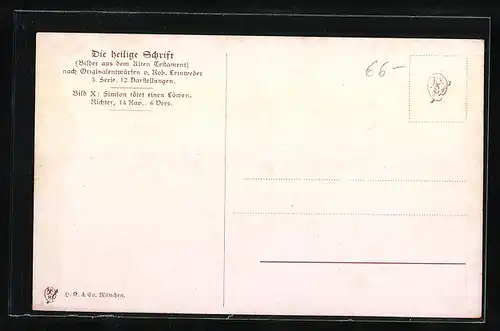 Die heilige Schrift
(Bilder aus dem Alten Testament)
nach Originalentwürfen v. Rob. Leinweber
3. Serie. 12 Darstellungen.
Bild X: Simson tötet einen Löwen.
Richter, 14 Kap., 6 Vers.
66-
H. K. & Co. München.